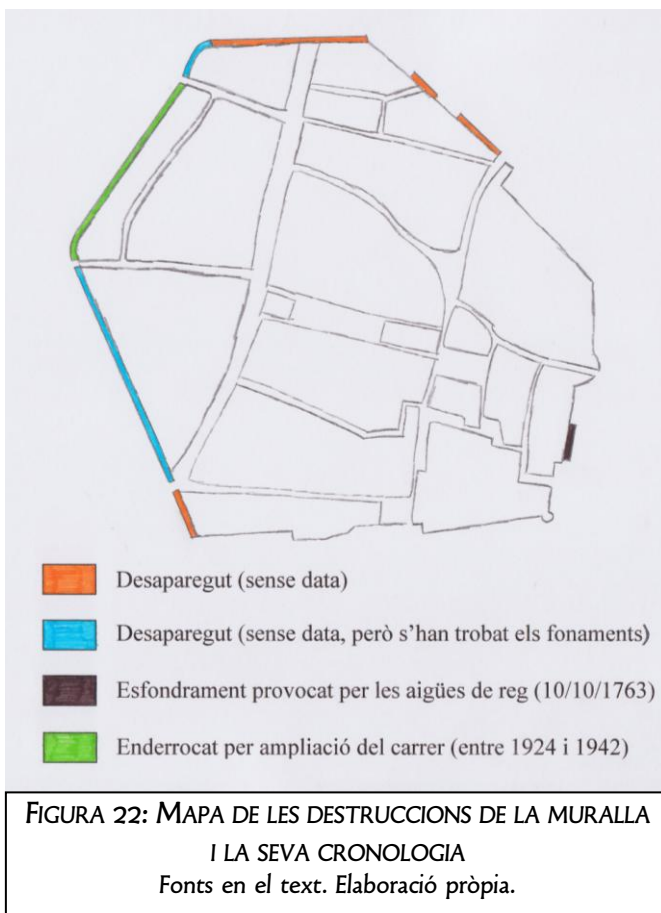 Desaparegut (sense data)
Desaparegut (sense data, però s'han trobat els fonaments)
Esfondrament provocat per les aigües de reg (10/10/1763)
Enderrocat per ampliació del carrer (entre 1924 i 1942)
FIGURA 22: MAPA DE LES DESTRUCCIONS DE LA MURALLA
I LA SEVA CRONOLOGIA
Fonts en el text. Elaboració pròpia.